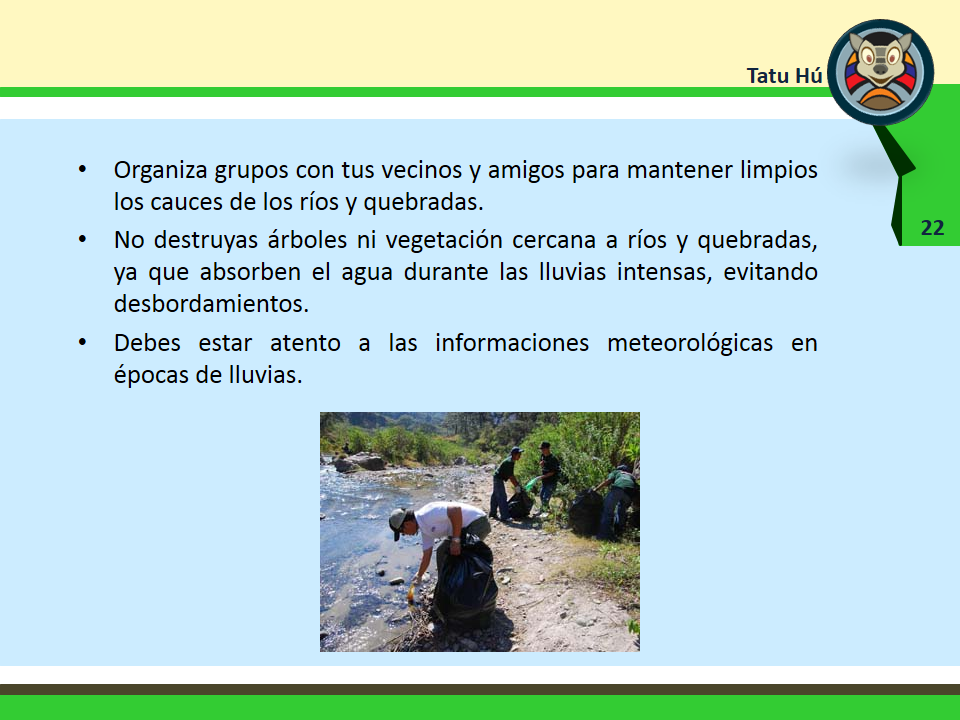 Tatu Hú
22
• Organiza grupos con tus vecinos y amigos para mantener limpios
los cauces de los ríos y quebradas.
• No destruyas árboles ni vegetación cercana a ríos y quebradas,
ya que absorben el agua durante las lluvias intensas, evitando
desbordamientos.
• Debes estar atento a las informaciones meteorológicas en
épocas de lluvias.